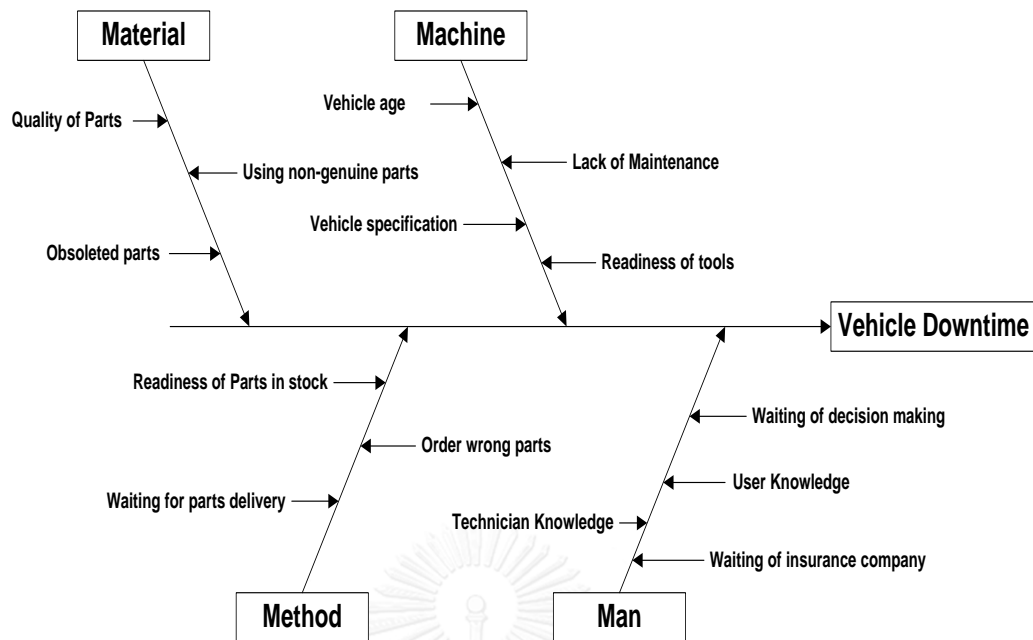 Material
Machine
Vehicle age
Quality of Parts
Lack of Maintenance
Using non-genuine parts
Vehicle specification
Obsoleted parts
Readiness of tools
Vehicle Downtime
Readiness of Parts in stock
Waiting of decision making
Order wrong parts
User Knowledge
Waiting for parts delivery
Technician Knowledge
Waiting of insurance company
Method
Man